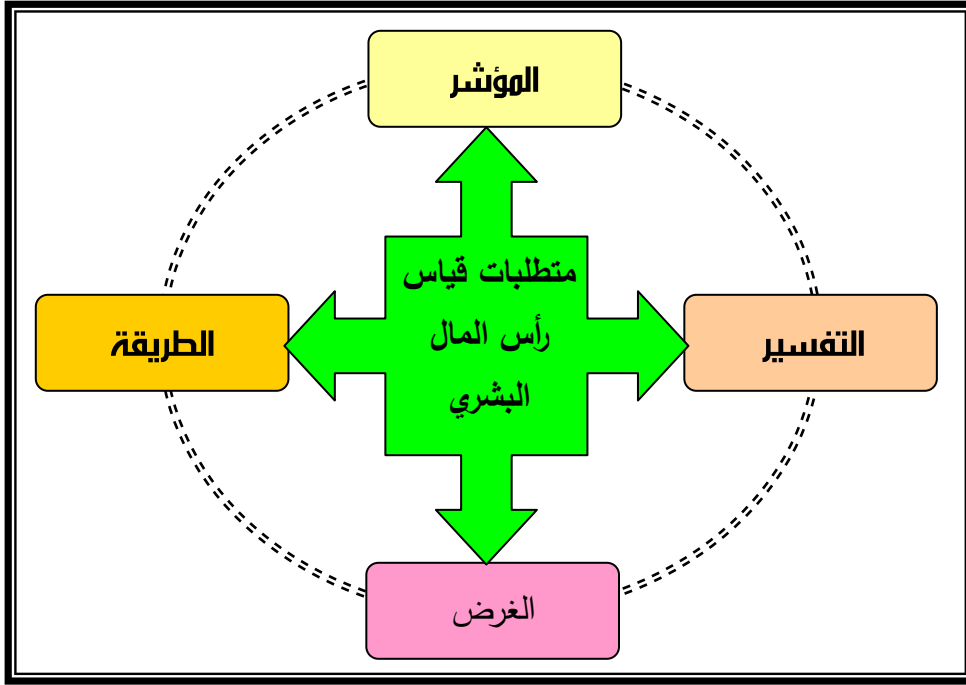 المؤشر
متطلبات قياس
رأس المال
البشري
التفسير
الطريقة
الغرض